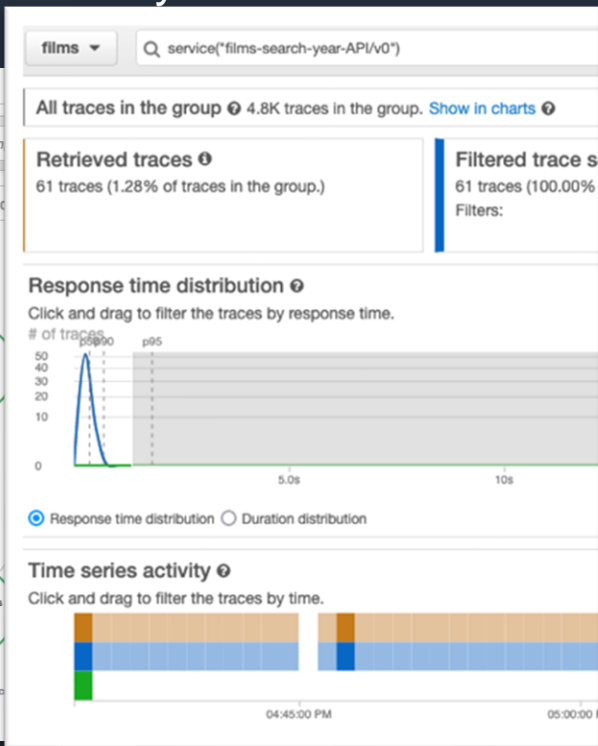 films
service("films-search-year-API/v0")
All traces in the group 4.8K traces in the group. Show in charts
Retrieved traces
61 traces (1.28% of traces in the group.)
Filtered trace s
61 traces (100.00%
Filters:
Response time distribution
Click and drag to filter the traces by response time.
# of traces
p50 p90 p95
50
40
30
20
10
0
5.0s 10s
Response time distribution Duration distribution
Time series activity
Click and drag to filter the traces by time.
04:45:00 PM 05:00:00